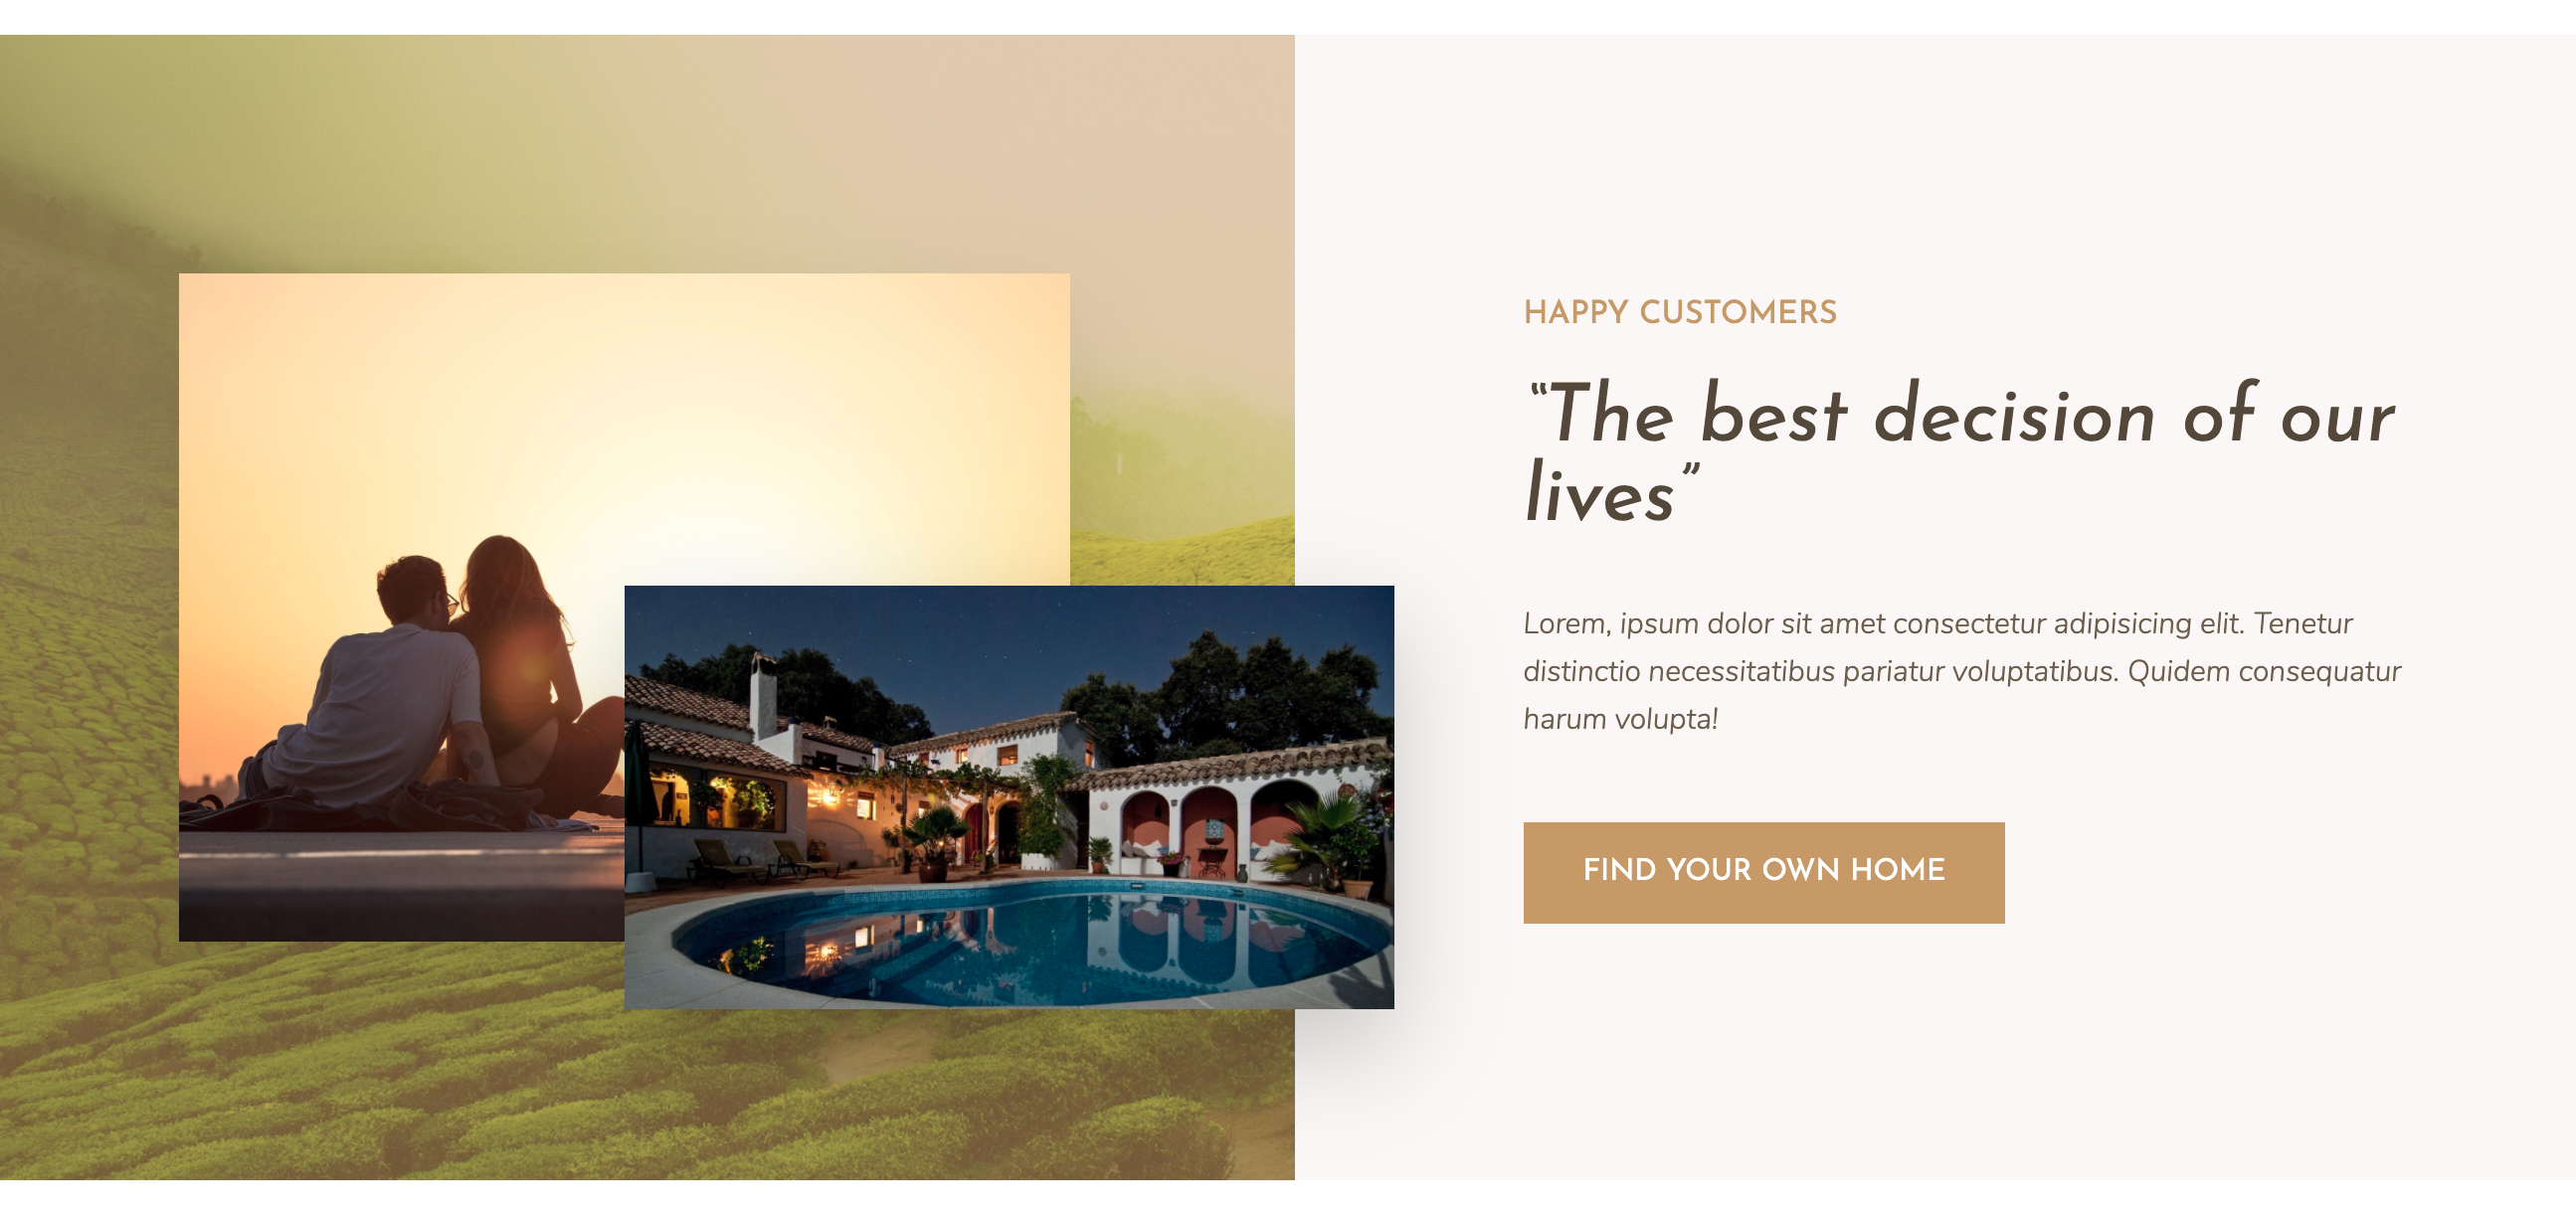 HAPPY CUSTOMERS
“The best decision of our
lives”
Lorem, ipsum dolor sit amet consectetur adipisicing elit. Tenetur
distinctio necessitatibus pariatur voluptatibus. Quidem consequatur
harum volupta!
FIND YOUR OWN HOME